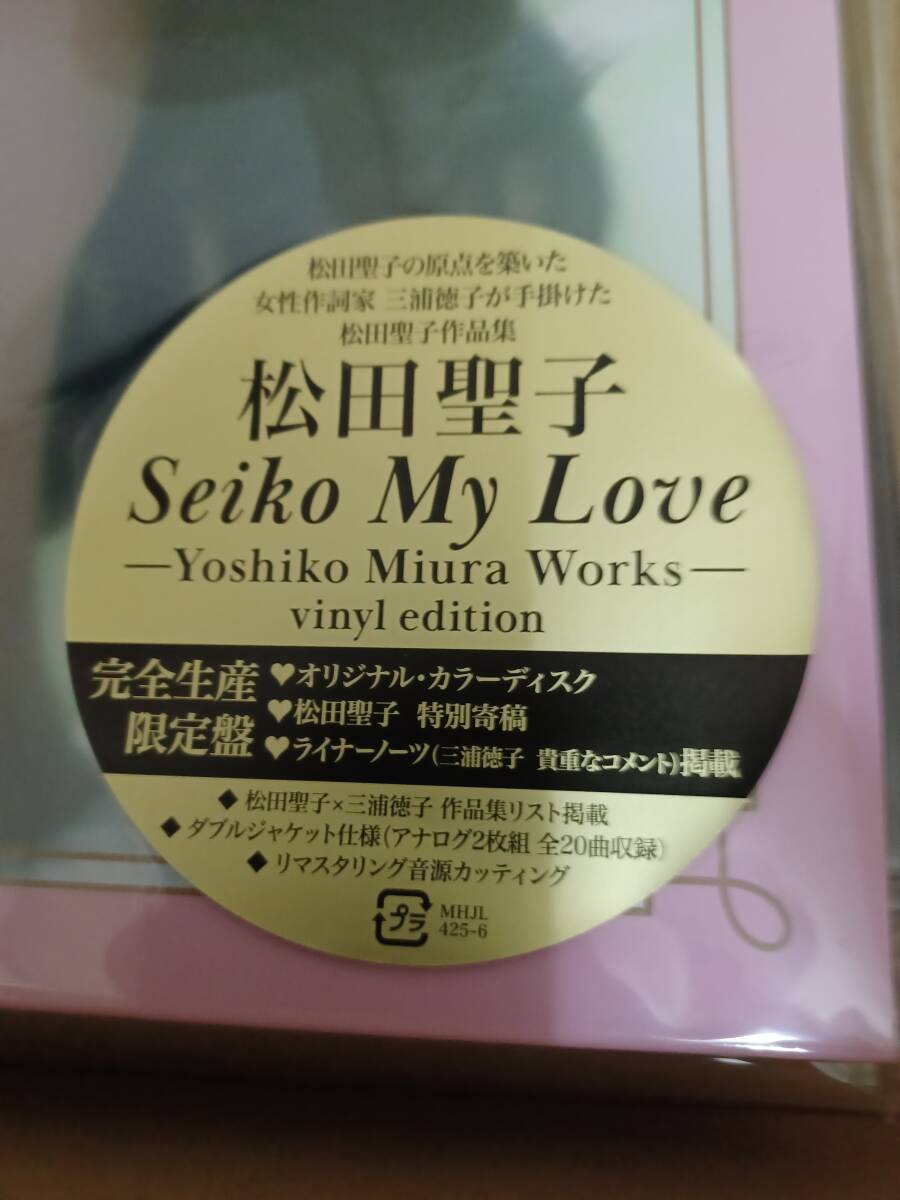 松田聖子の原点を築いた
女性作詞家 三浦徳子が手掛けた
松田聖子作品集
松田聖子
Seiko My Love
—Yoshiko Miura Works—
vinyl edition
完全生産
限定盤
♥オリジナル・カラーディスク
♥松田聖子 特別寄稿
♥ライナーノーツ(三浦徳子 貴重なコメント)掲載
◆ 松田聖子×三浦徳子 作品集リスト掲載
◆ ダブルジャケット仕様(アナログ2枚組 全20曲収録)
◆ リマスタリング音源カッティング
プラ
MHJL
425-6